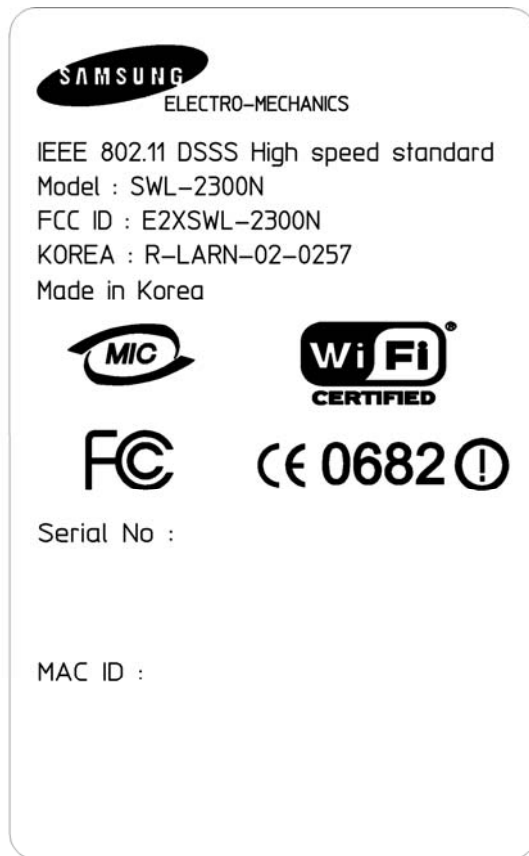 SAMSUNG
ELECTRO-MECHANICS
IEEE 802.11 DSSS High speed standard
Model : SWL-2300N
FCC ID : E2XSWL-2300N
KOREA : R-LARN-02-0257
Made in Korea
MIC
Wi Fi ®
CERTIFIED
FC CE 0682
Serial No :
MAC ID :